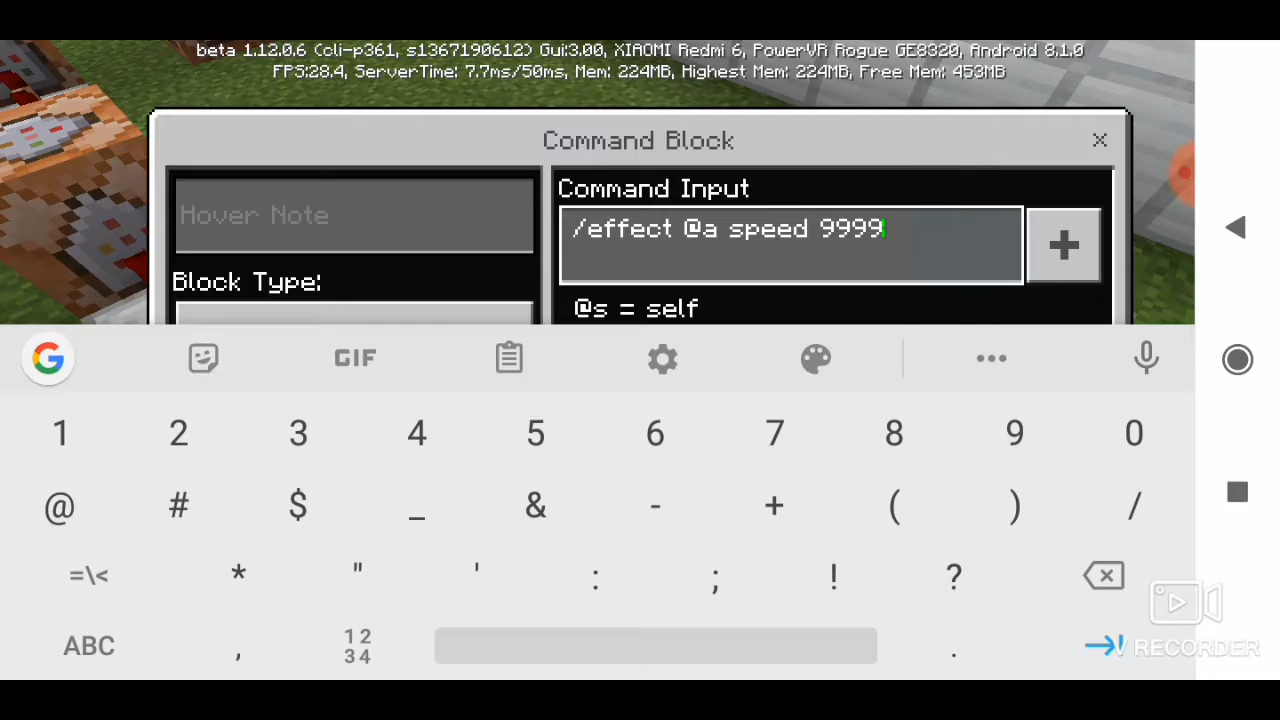 beta 1.12.0.6 (cli-p361, s1367190612) Gui:3.00, XIAOMI Redmi 6, PowerVR Rogue GE8320, Android 8.1.0
FPS:28.4, ServerTime: 7.7ms/50ms, Mem: 224MB, Highest Mem: 224MB, Free Mem: 453MB
Command Block
Hover Note
Block Type:
Command Input
/effect @a speed 9999
@s = self
GIF
1 2 3 4 5 6 7 8 9 0
@ # $ _ & - + ( ) /
=\< * " ' : ; ! ?
ABC , 12 34 .
V RECORDER